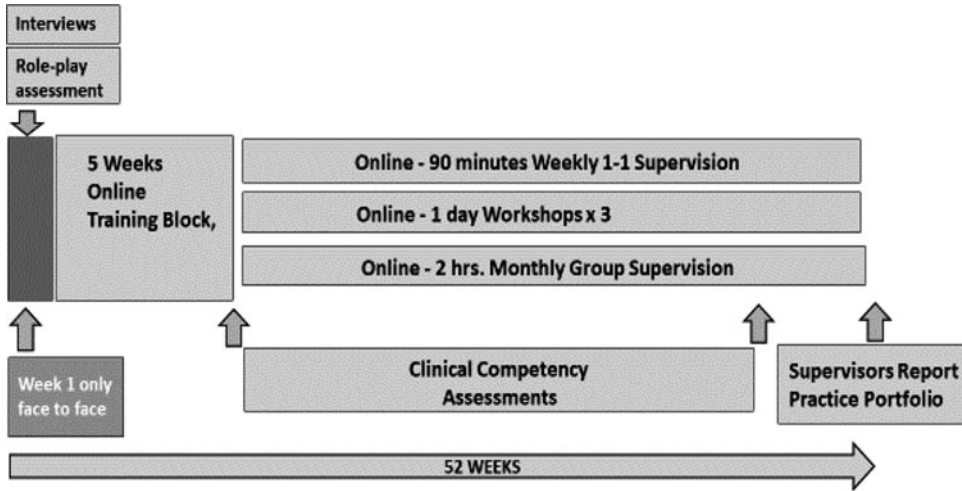 Interviews
Role-play
assessment
5 Weeks
Online
Training Block,
Online - 90 minutes Weekly 1-1 Supervision
Online - 1 day Workshops x 3
Online - 2 hrs. Monthly Group Supervision
Week 1 only
face to face
Clinical Competency
Assessments
Supervisors Report
Practice Portfolio
52 WEEKS